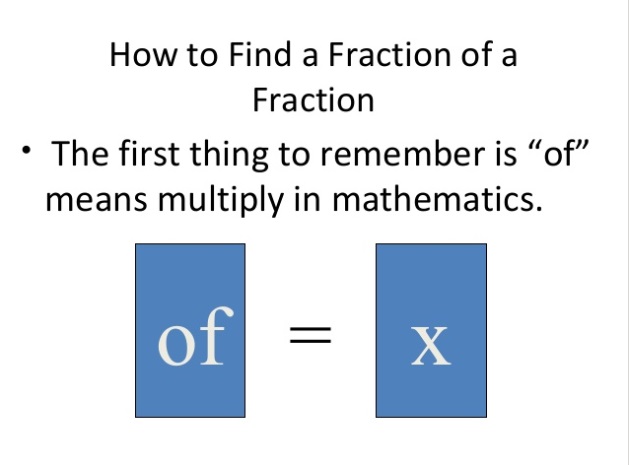 How to Find a Fraction of a
Fraction
• The first thing to remember is “of”
means multiply in mathematics.
of = x